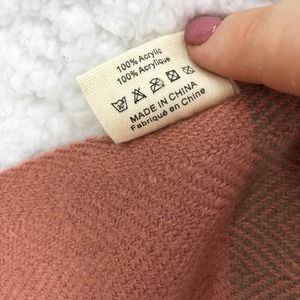 100% Acrylic
100% Acrylique
MADE IN CHINA
Fabriqué en Chine